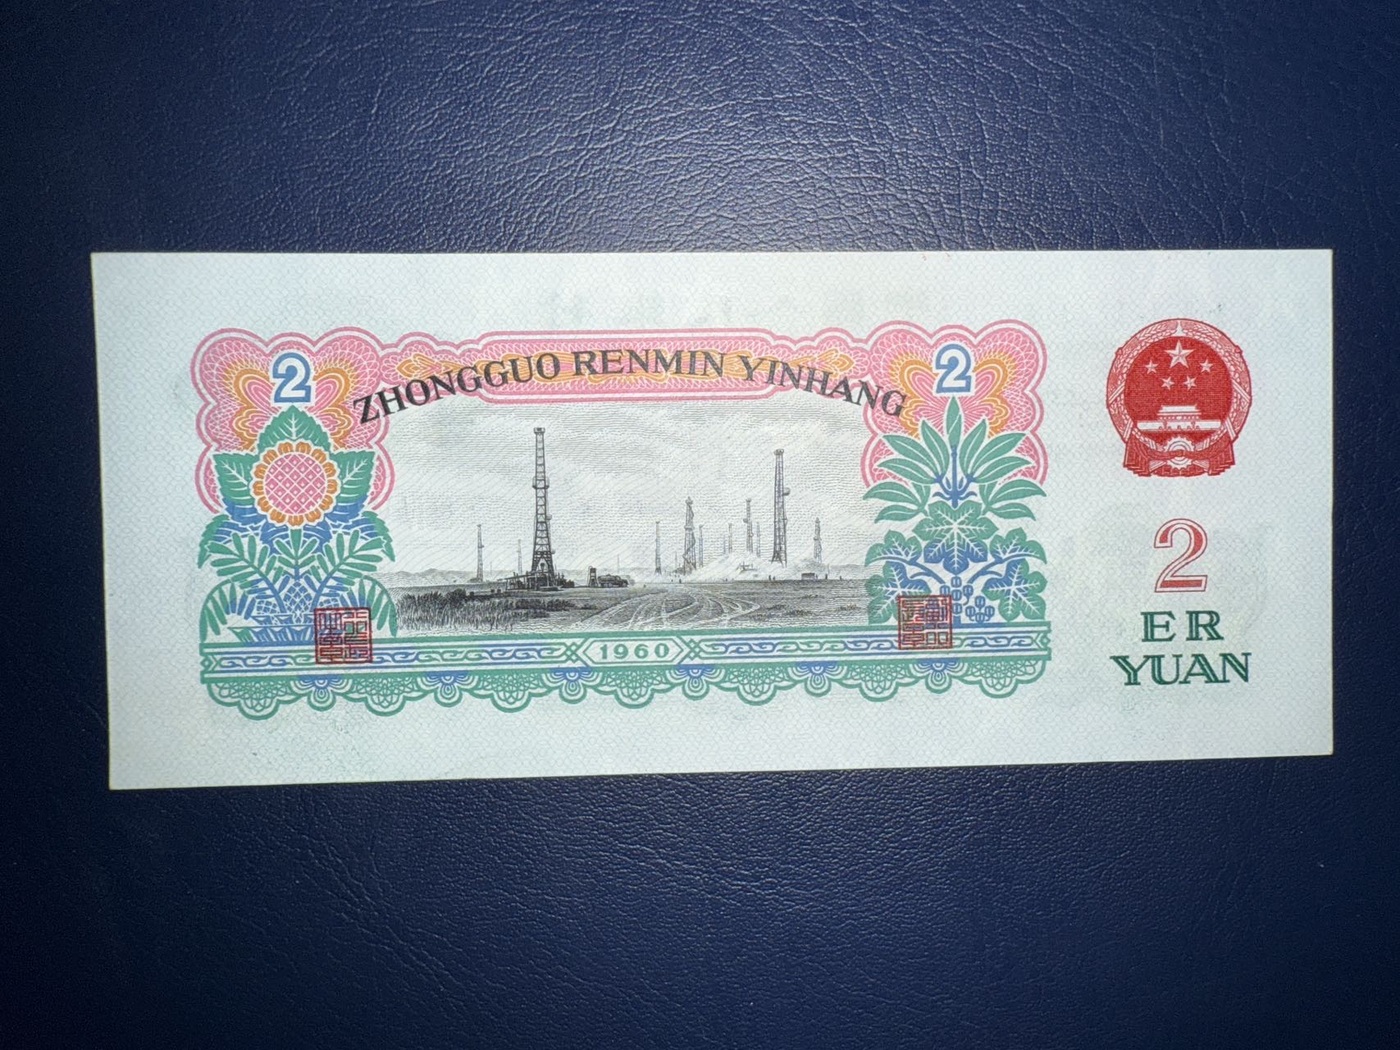 ZHONGGUO RENMIN YINHANG
2
2
1960
2
ER
YUAN